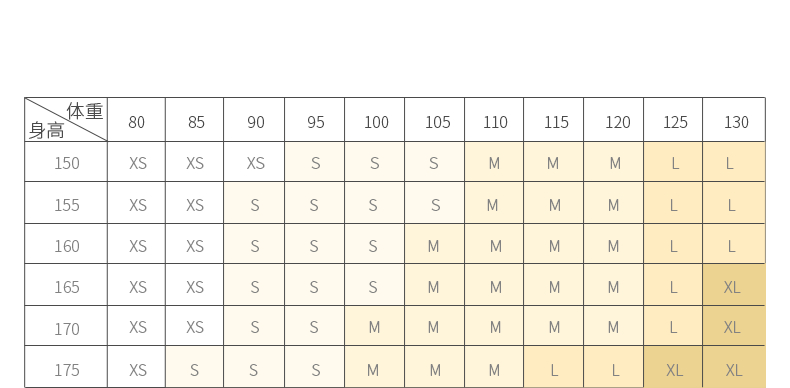 体重
身高 80 85 90 95 100 105 110 115 120 125 130
150 XS XS XS S S S M M M L L
155 XS XS S S S S M M M L L
160 XS XS S S S M M M M L L
165 XS XS S S S M M M M L XL
170 XS XS S S M M M M M L XL
175 XS S S S M M M L L XL XL